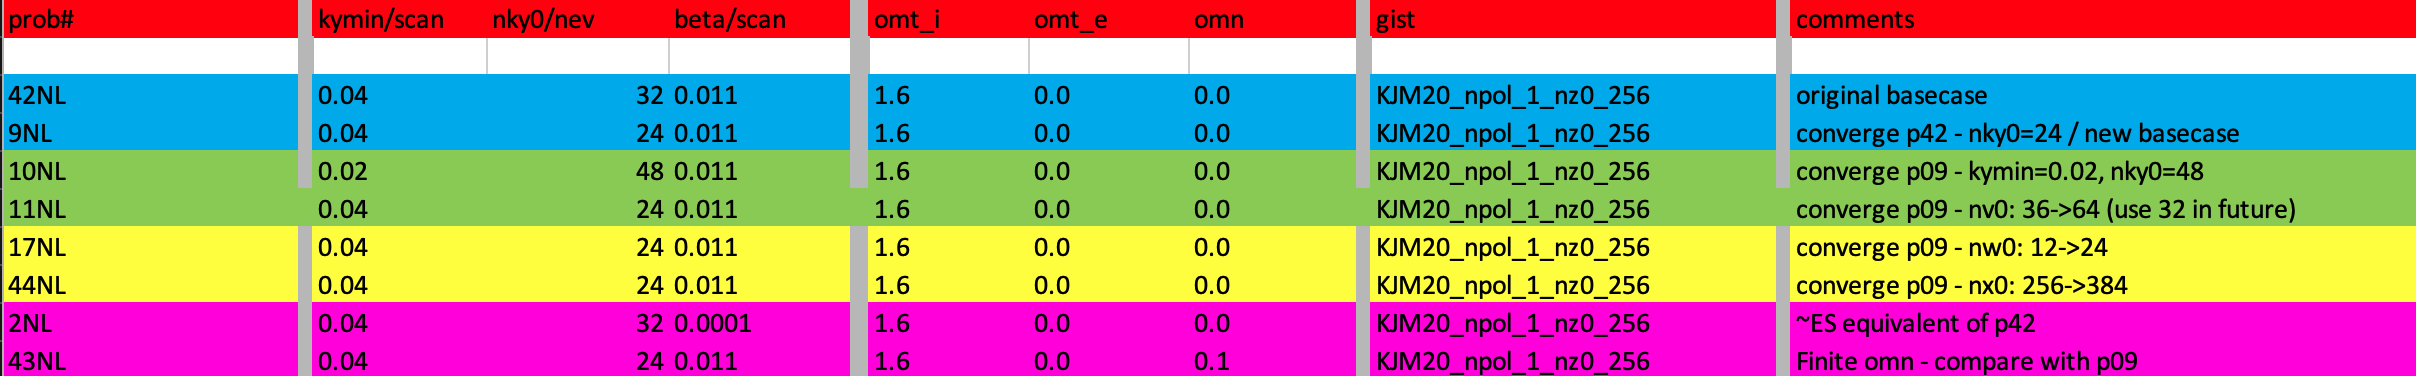 prob# kymin/scan nky0/nev beta/scan omt_i omt_e omn gist comments
42NL 0.04 32 0.011 1.6 0.0 0.0 KJM20_npol_1_nz0_256 original basecase
9NL 0.04 24 0.011 1.6 0.0 0.0 KJM20_npol_1_nz0_256 converge p42 - nky0=24 / new basecase
10NL 0.02 48 0.011 1.6 0.0 0.0 KJM20_npol_1_nz0_256 converge p09 - kymin=0.02, nky0=48
11NL 0.04 24 0.011 1.6 0.0 0.0 KJM20_npol_1_nz0_256 converge p09 - nv0: 36->64 (use 32 in future)
17NL 0.04 24 0.011 1.6 0.0 0.0 KJM20_npol_1_nz0_256 converge p09 - nw0: 12->24
44NL 0.04 24 0.011 1.6 0.0 0.0 KJM20_npol_1_nz0_256 converge p09 - nx0: 256->384
2NL 0.04 32 0.0001 1.6 0.0 0.0 KJM20_npol_1_nz0_256 ~ES equivalent of p42
43NL 0.04 24 0.011 1.6 0.0 0.1 KJM20_npol_1_nz0_256 Finite omn - compare with p09